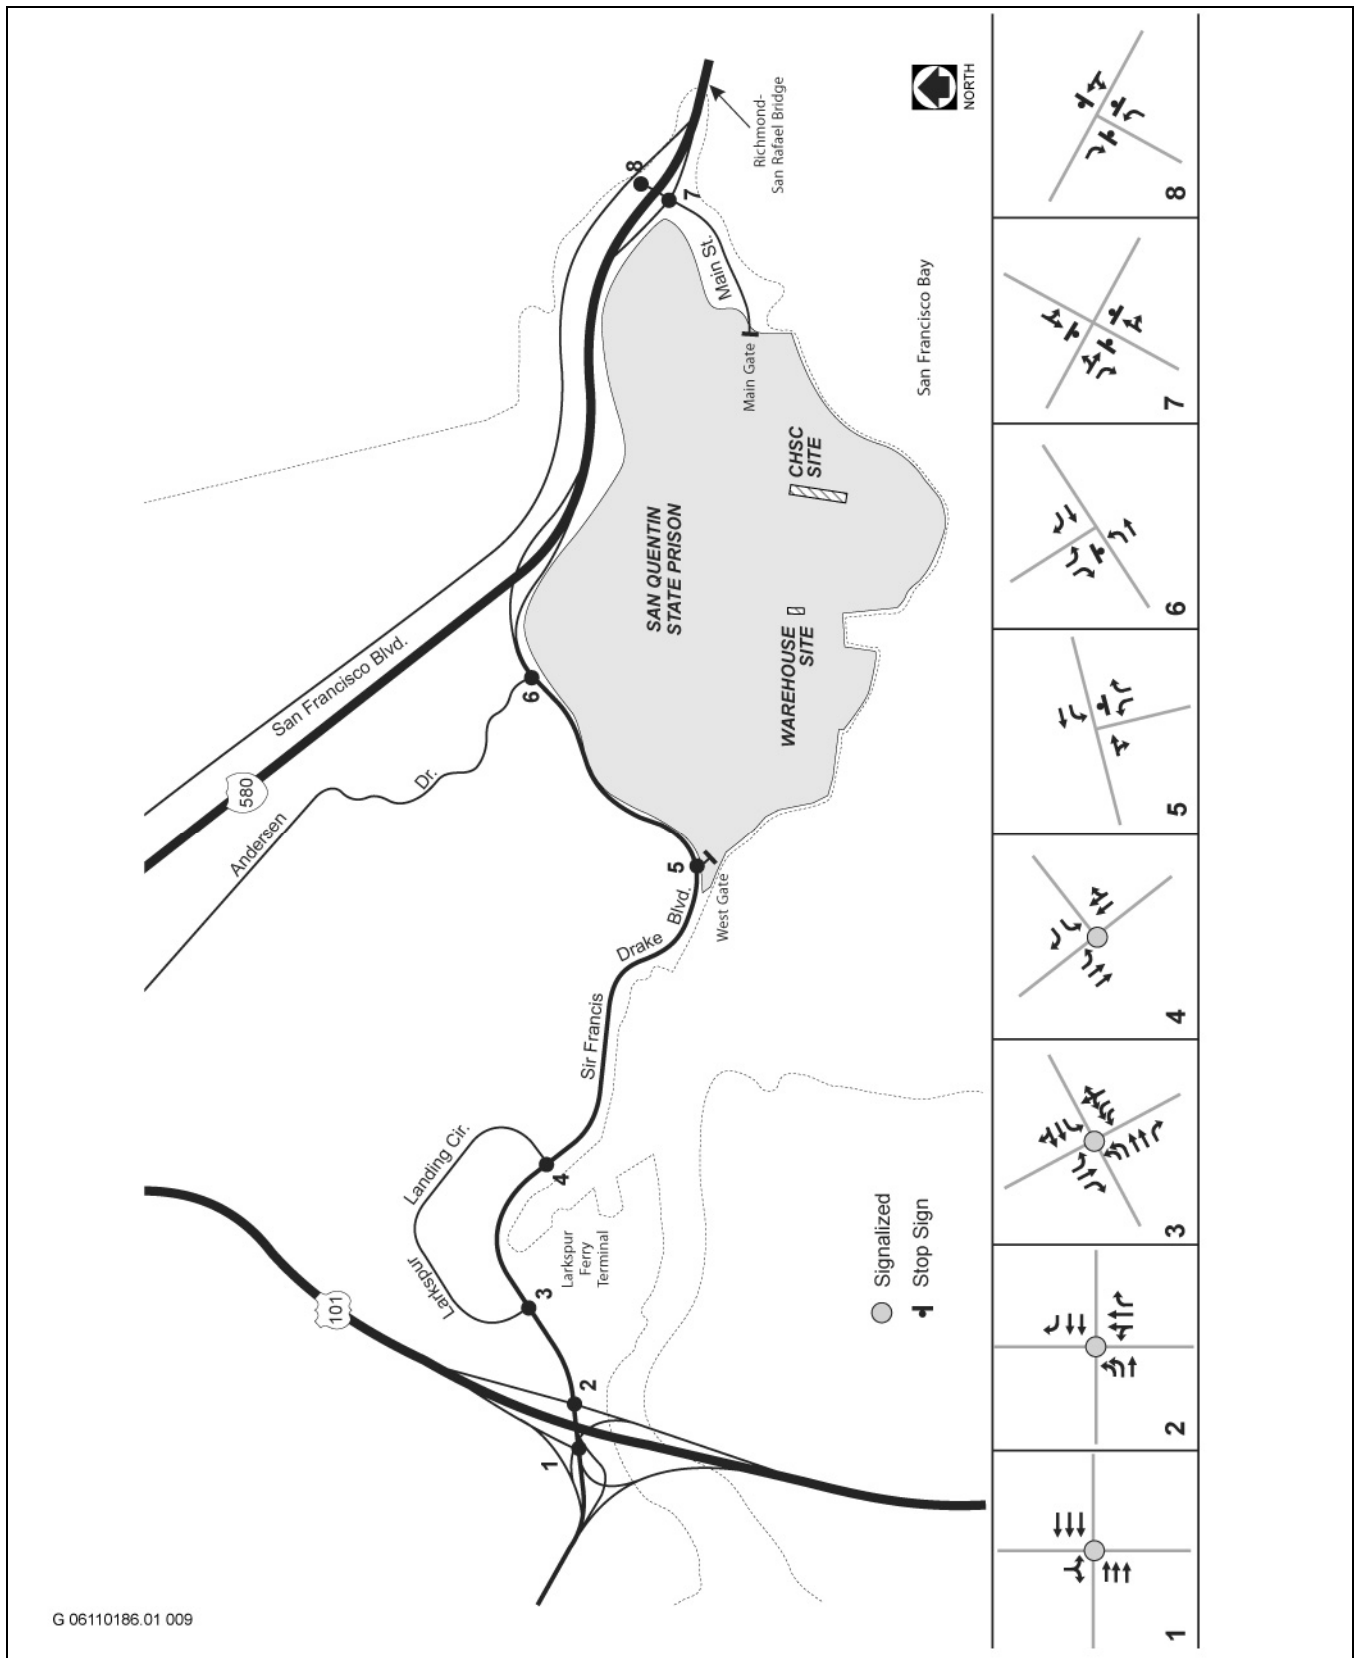 Richmond-
San Rafael Bridge
NORTH
8
7
Main St.
Main Gate
San Francisco Bay
CHSC
SITE
SAN QUENTIN
STATE PRISON
WAREHOUSE
SITE
San Francisco Blvd.
580
Andersen
Dr.
6
5
West Gate
Sir Francis
Drake
Blvd.
Larkspur
Landing Cir.
4
Larkspur
Ferry
Terminal
3
101
2
1
Signalized
Stop Sign
1
2
3
4
5
6
7
8
G 06110186.01 009